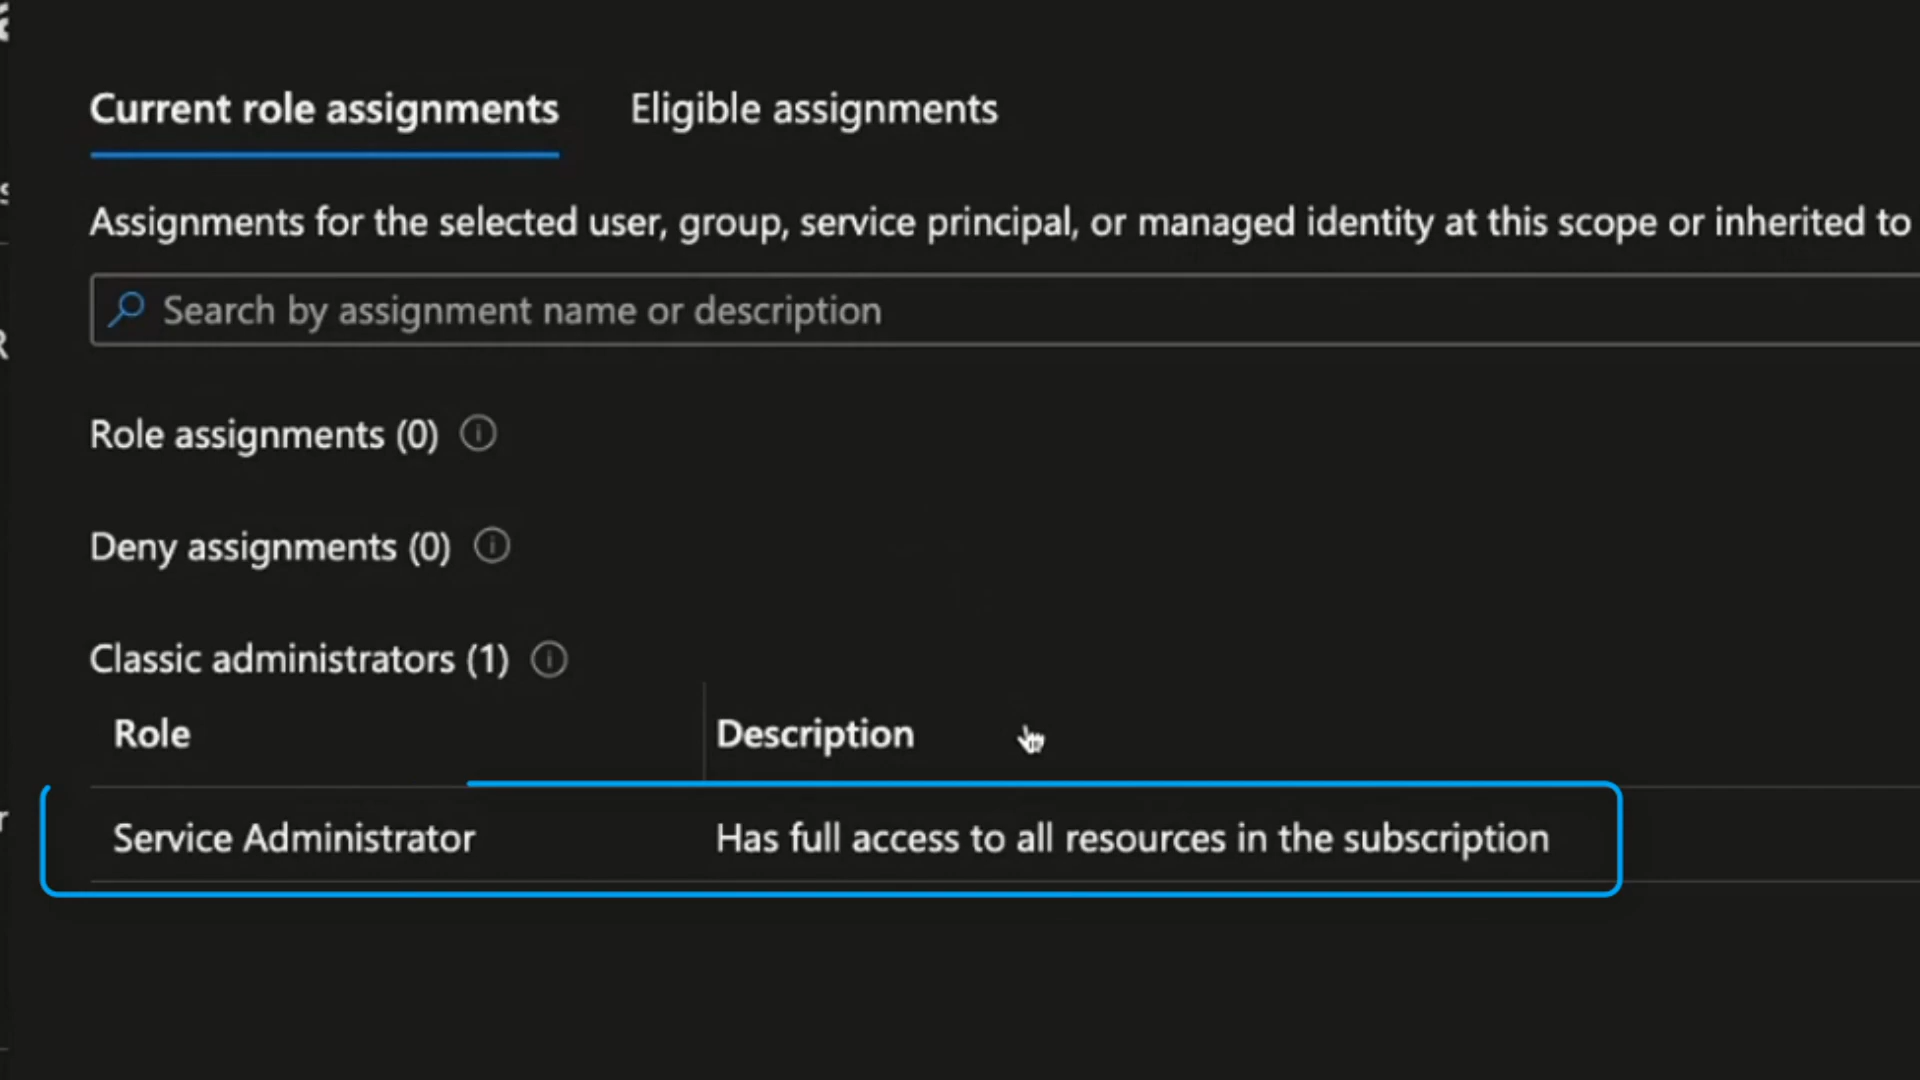 Current role assignments
Eligible assignments
Assignments for the selected user, group, service principal, or managed identity at this scope or inherited to
Search by assignment name or description
Role assignments (0)
Deny assignments (0)
Classic administrators (1)
Role
Description
Service Administrator
Has full access to all resources in the subscription